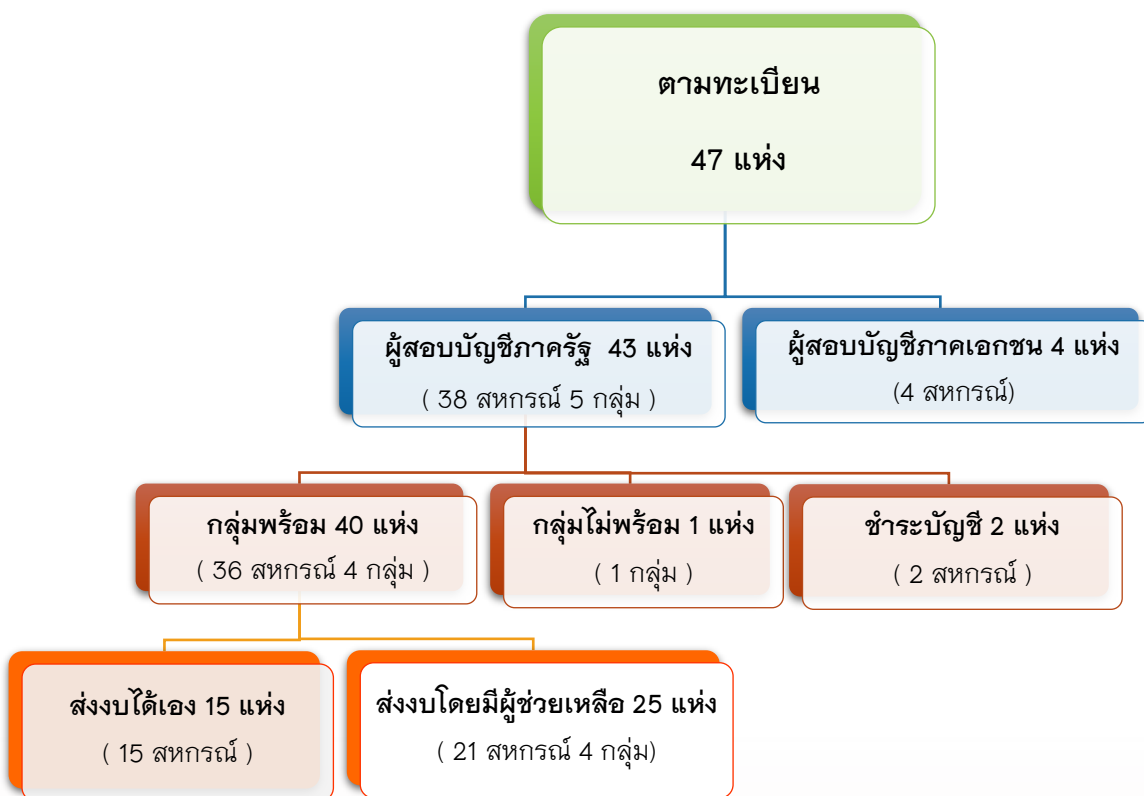 ตามทะเบียน
47 แห่ง
ผู้สอบบัญชีภาครัฐ 43 แห่ง
( 38 สหกรณ์ 5 กลุ่ม )
ผู้สอบบัญชีภาคเอกชน 4 แห่ง
(4 สหกรณ์)
กลุ่มพร้อม 40 แห่ง
( 36 สหกรณ์ 4 กลุ่ม )
กลุ่มไม่พร้อม 1 แห่ง
( 1 กลุ่ม )
ชำระบัญชี 2 แห่ง
( 2 สหกรณ์ )
ส่งงบได้เอง 15 แห่ง
( 15 สหกรณ์ )
ส่งงบโดยมีผู้ช่วยเหลือ 25 แห่ง
( 21 สหกรณ์ 4 กลุ่ม)